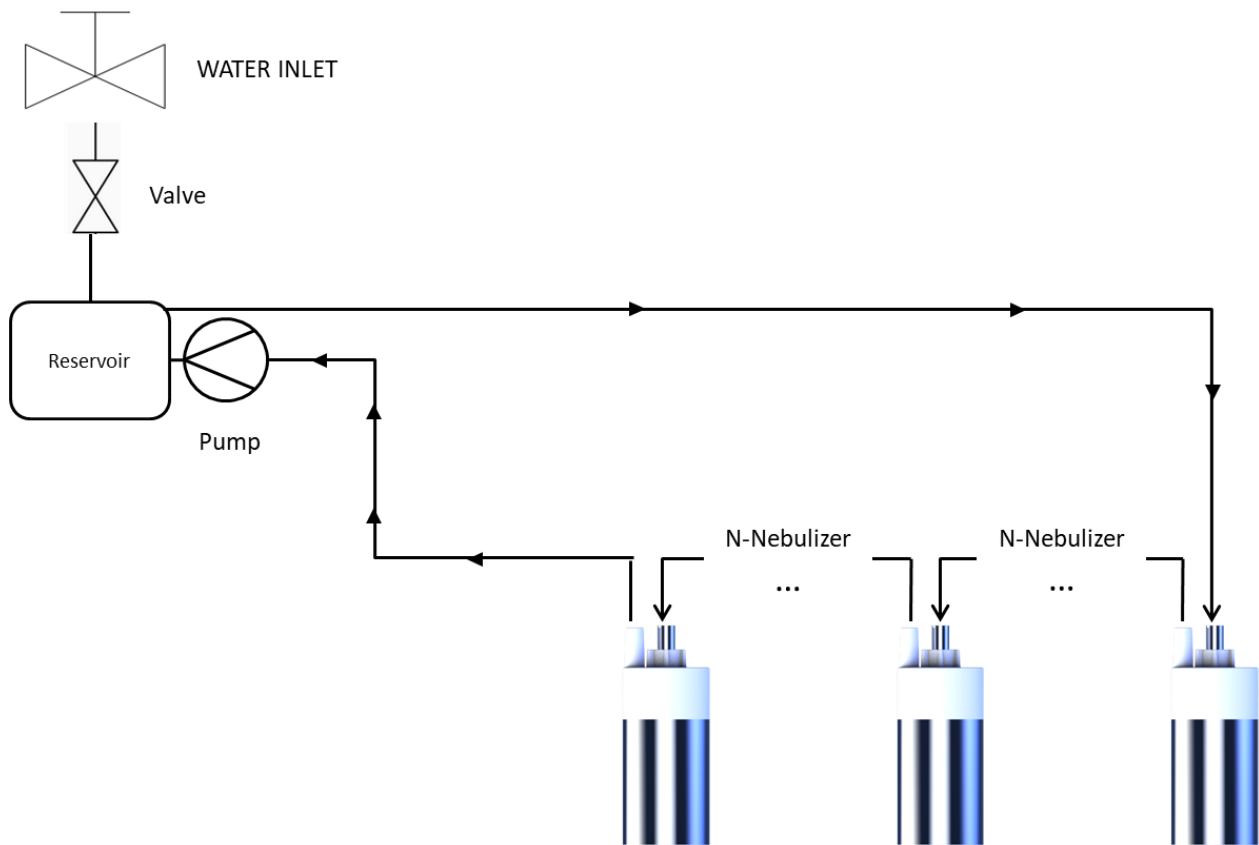 WATER INLET
Valve
Reservoir
Pump
N-Nebulizer
...
N-Nebulizer
...